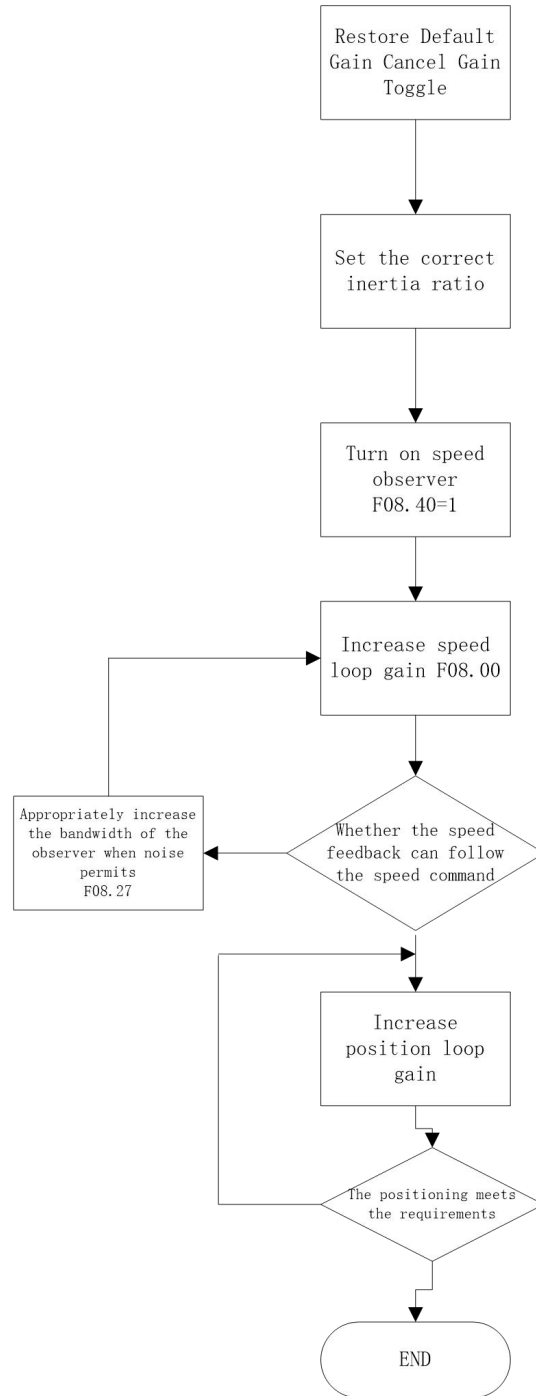 Restore Default
Gain Cancel Gain
Toggle
Set the correct
inertia ratio
Turn on speed
observer
F08.40=1
Increase speed
loop gain F08.00
Appropriately increase
the bandwidth of the
observer when noise
permits
F08.27
Whether the speed
feedback can follow
the speed command
Increase
position loop
gain
The positioning meets
the requirements
END